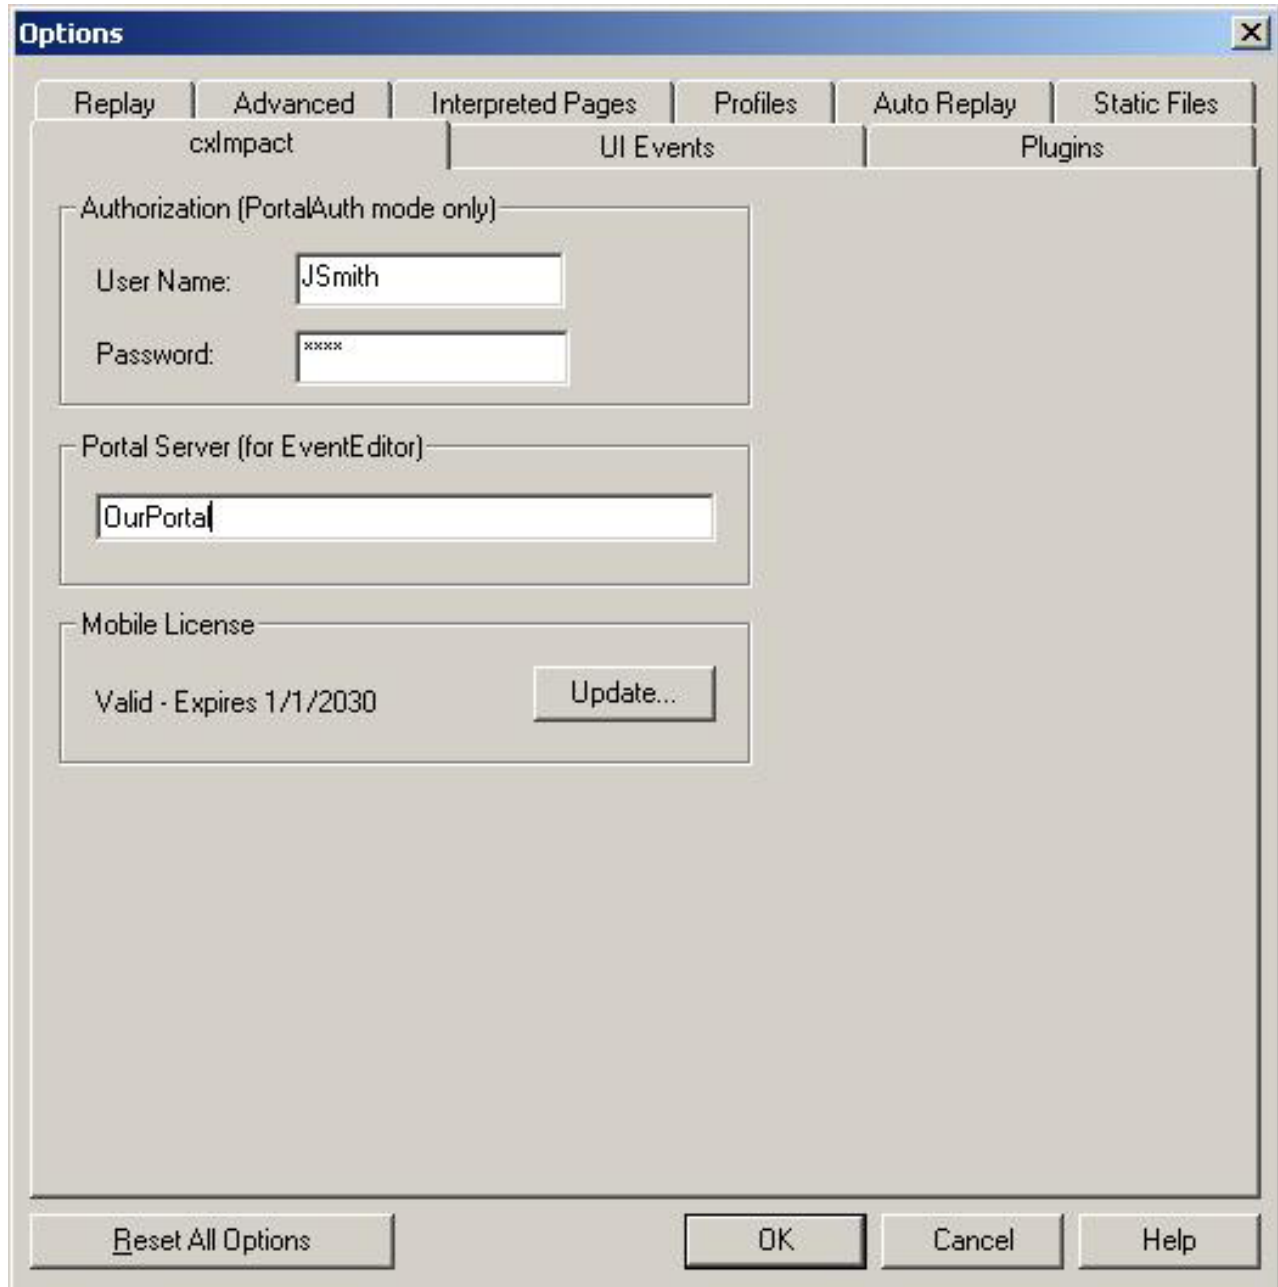 Options
Replay Advanced Interpreted Pages Profiles Auto Replay Static Files
cxImpact UI Events Plugins
Authorization (PortalAuth mode only)
User Name: JSmith
Password: ****
Portal Server (for EventEditor)
OurPortal
Mobile License
Valid - Expires 1/1/2030 Update...
Reset All Options OK Cancel Help